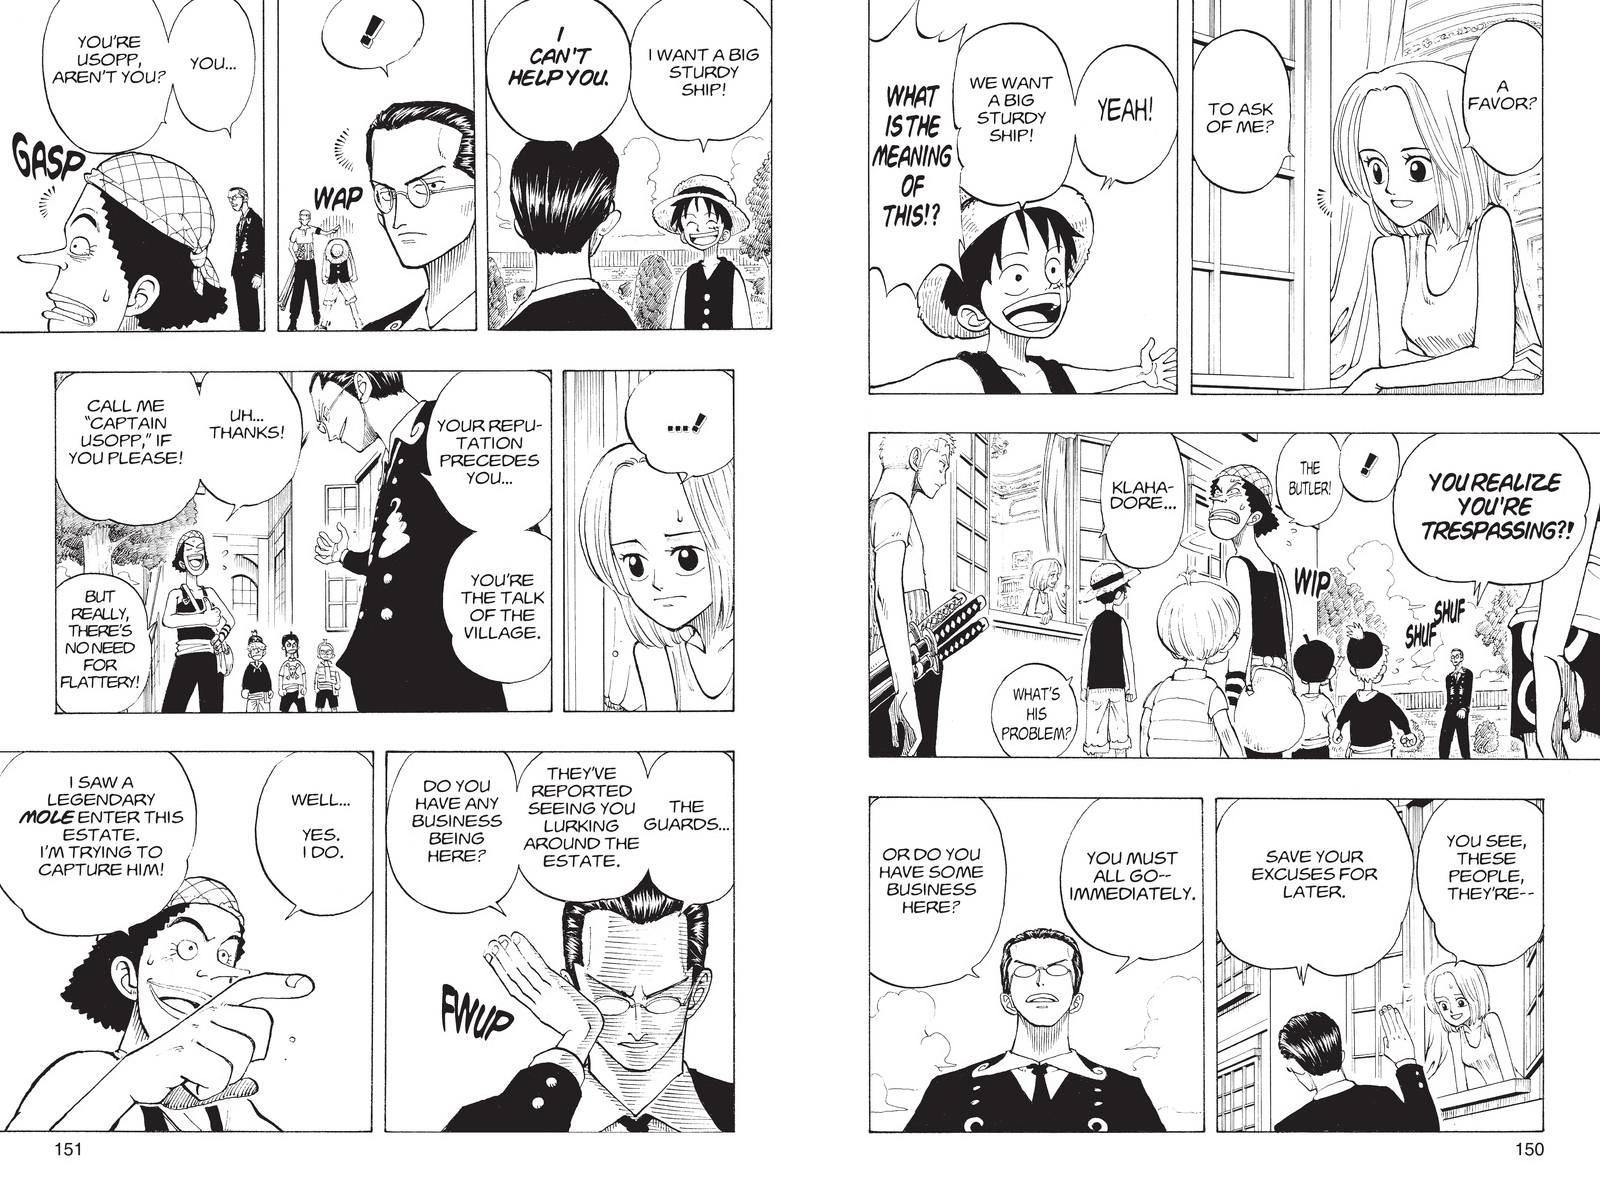 A
FAVOR?
TO ASK
OF ME?
YEAH!
WE WANT
A BIG
STURDY
SHIP!
WHAT
IS THE
MEANING
OF
THIS!?
YOU REALIZE
YOU'RE
TRESPASSING?!
SHUF
SHUF
!
THE
BUTLER!
WIP
KLAHA-
DORE...
WHAT'S
HIS
PROBLEM?
YOU SEE,
THESE
PEOPLE,
THEY'RE--
SAVE YOUR
EXCUSES FOR
LATER.
YOU MUST
ALL GO--
IMMEDIATELY.
OR DO YOU
HAVE SOME
BUSINESS
HERE?
150
I WANT A BIG
STURDY
SHIP!
I
CAN'T
HELP YOU.
!
WAP
YOU...
YOU'RE
USOPP,
AREN'T YOU?
GASP
....!
YOUR REPU-
TATION
PRECEDES
YOU...
YOU'RE
THE TALK
OF THE
VILLAGE.
UH...
THANKS!
CALL ME
“CAPTAIN
USOPP,” IF
YOU PLEASE!
BUT
REALLY,
THERE'S
NO NEED
FOR
FLATTERY!
THE
GUARDS...
THEY'VE
REPORTED
SEEING YOU
LURKING
AROUND THE
ESTATE.
DO YOU
HAVE ANY
BUSINESS
BEING
HERE?
FWUP
WELL...
YES.
I DO.
I SAW A
LEGENDARY
MOLE ENTER THIS
ESTATE.
I'M TRYING TO
CAPTURE HIM!
151